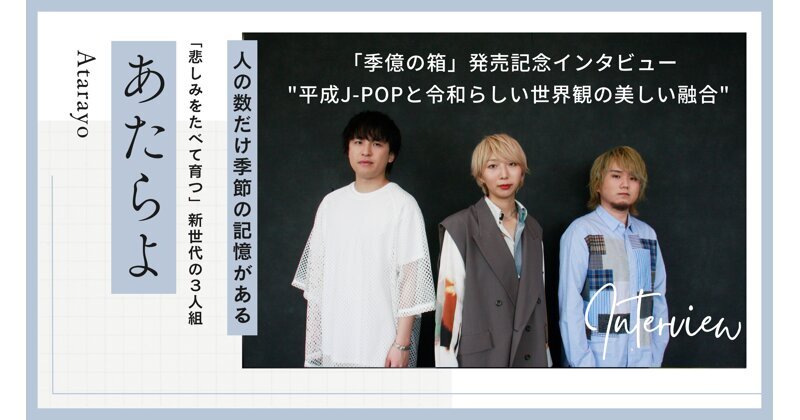 あたらよ
Atarayo
「悲しみをたべて育つ」新世代の3人組
人の数だけ季節の記憶がある
「季億の箱」発売記念インタビュー
"平成J-POPと令和らしい世界観の美しい融合"
Interview